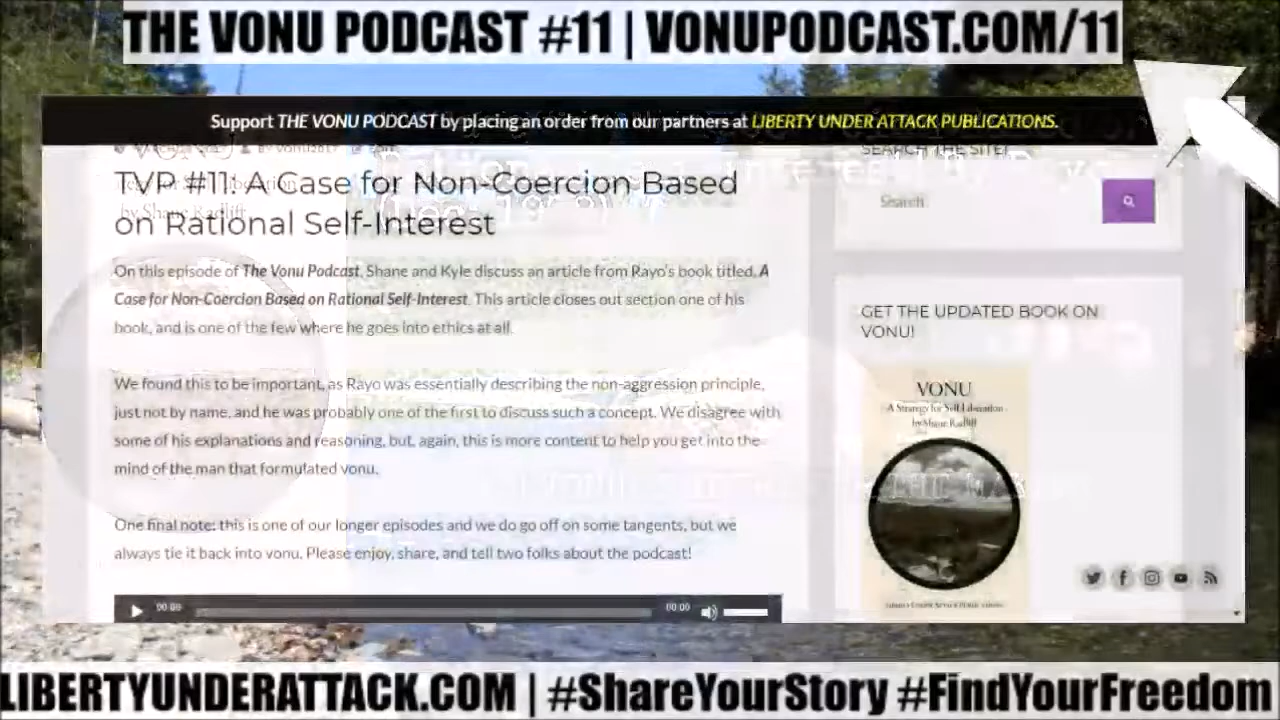 THE VONU PODCAST #11 | VONUPODCAST.COM/11
Support THE VONU PODCAST by placing an order from our partners at LIBERTY UNDER ATTACK PUBLICATIONS.
TVP #11: A Case for Non-Coercion Based
on Rational Self-Interest
by Shane Radliff
On this episode of The Vonu Podcast, Shane and Kyle discuss an article from Rayo's book titled, A
Case for Non-Coercion Based on Rational Self-Interest. This article closes out section one of his
book, and is one of the few where he goes into ethics at all.
We found this to be important, as Rayo was essentially describing the non-aggression principle,
just not by name, and he was probably one of the first to discuss such a concept. We disagree with
some of his explanations and reasoning, but, again, this is more content to help you get into the
mind of the man that formulated vonu.
One final note: this is one of our longer episodes and we do go off on some tangents, but we
always tie it back into vonu. Please enjoy, share, and tell two folks about the podcast!
00:00
00:00
SEARCH THE SITE!
Search
GET THE UPDATED BOOK ON
VONU!
VONU
A Strategy for Self-Liberation
by Shane Radliff
LIBERTY UNDER ATTACK PUBLICATIONS
LIBERTYUNDERATTACK.COM | #ShareYourStory #FindYourFreedom